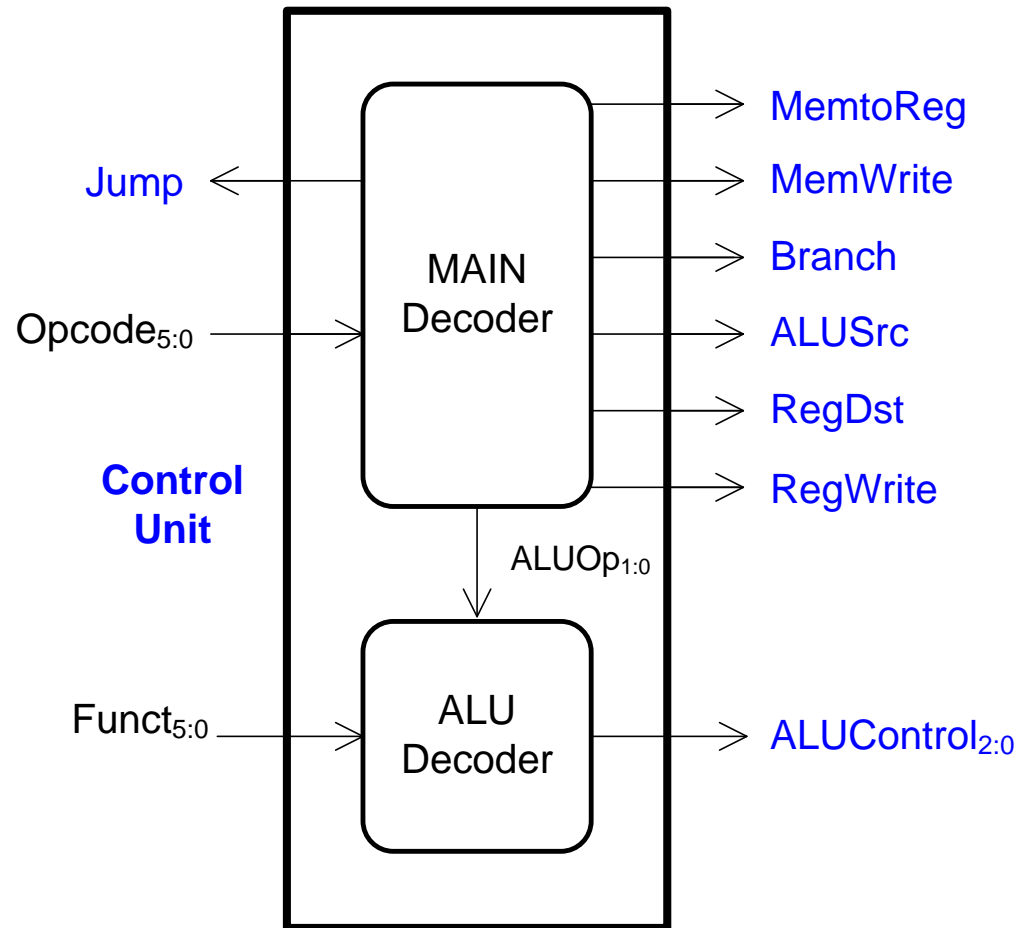 MemtoReg
Jump
MemWrite
MAIN
Decoder
Branch
Opcode5:0
ALUSrc
RegDst
Control
Unit
RegWrite
ALUOp1:0
Funct5:0
ALU
Decoder
ALUControl2:0